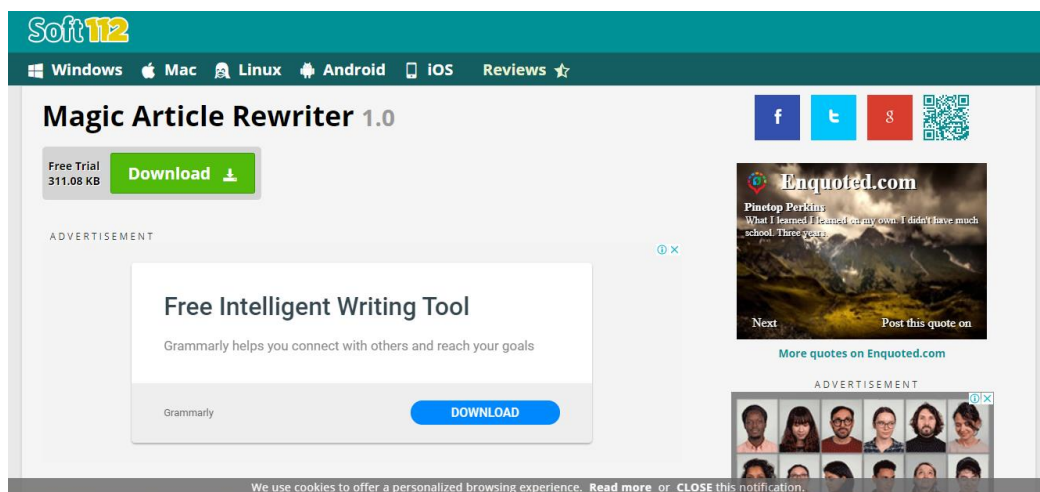 Soft112
Windows Mac Linux Android iOS Reviews
Magic Article Rewriter 1.0
Free Trial
311.08 KB
Download
ADVERTISEMENT
Free Intelligent Writing Tool
Grammarly helps you connect with others and reach your goals
Grammarly
DOWNLOAD
f
t
8
Enquoted.com
Pinetop Perkins
What I learned I learned on my own. I didn't have much
school. Three years
Next Post this quote on
More quotes on Enquoted.com
ADVERTISEMENT
We use cookies to offer a personalized browsing experience. Read more or CLOSE this notification.